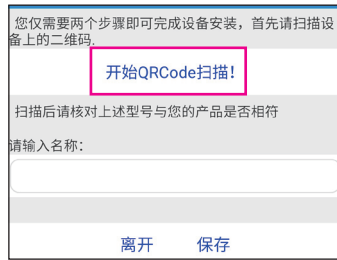 您仅需要两个步骤即可完成设备安装，首先请扫描设
备上的二维码.
开始QRCode扫描！
扫描后请核对上述型号与您的产品是否相符
请输入名称：
离开 保存